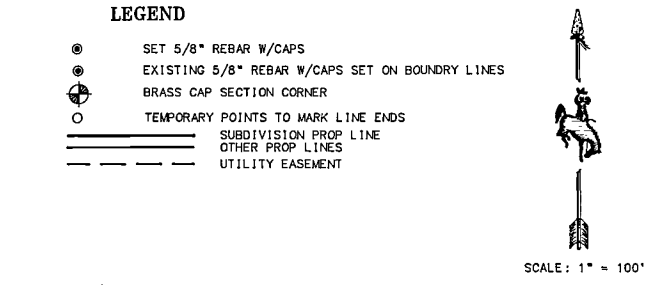 LEGEND
SET 5/8" REBAR W/CAPS
EXISTING 5/8" REBAR W/CAPS SET ON BOUNDRY LINES
BRASS CAP SECTION CORNER
TEMPORARY POINTS TO MARK LINE ENDS
SUBDIVISION PROP LINE
OTHER PROP LINES
UTILITY EASEMENT
SCALE: 1" = 100'